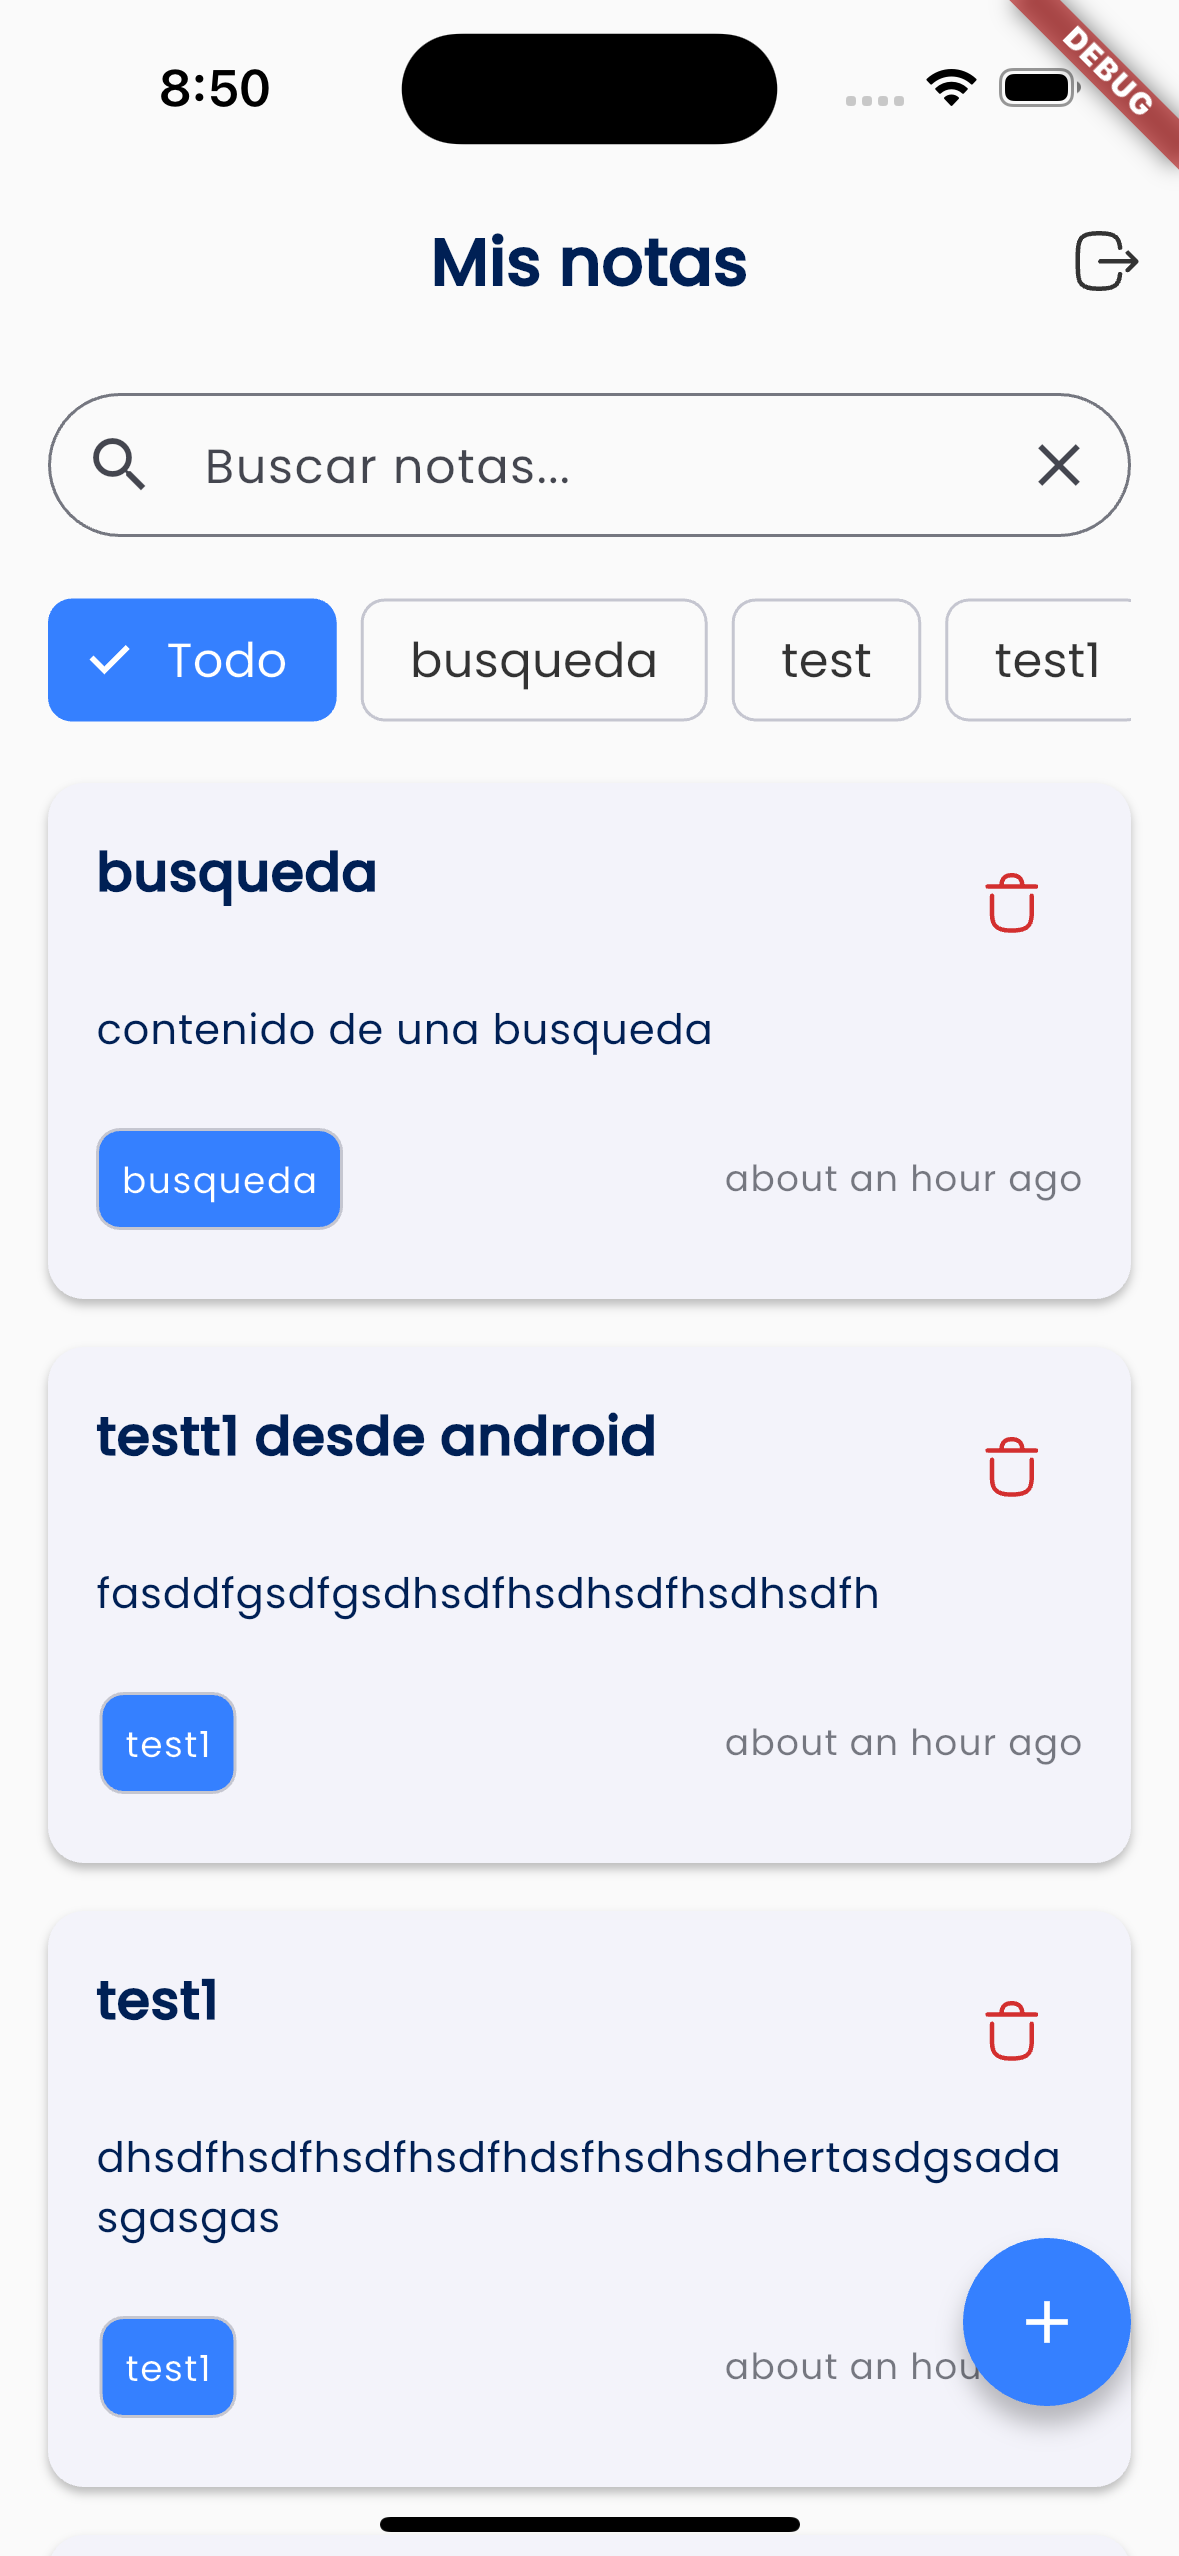 8:50
DEBUG
Mis notas
Buscar notas...
Todo
busqueda
test
test1
busqueda
contenido de una busqueda
busqueda
about an hour ago
testt1 desde android
fasddfgsdfgsdhsdfhsdhsdfhsdhsdfh
test1
about an hour ago
test1
dhsdfhsdfhsdfhsdfhdsfhsdhsdhertasdgsada
sgasgas
test1
about an hou